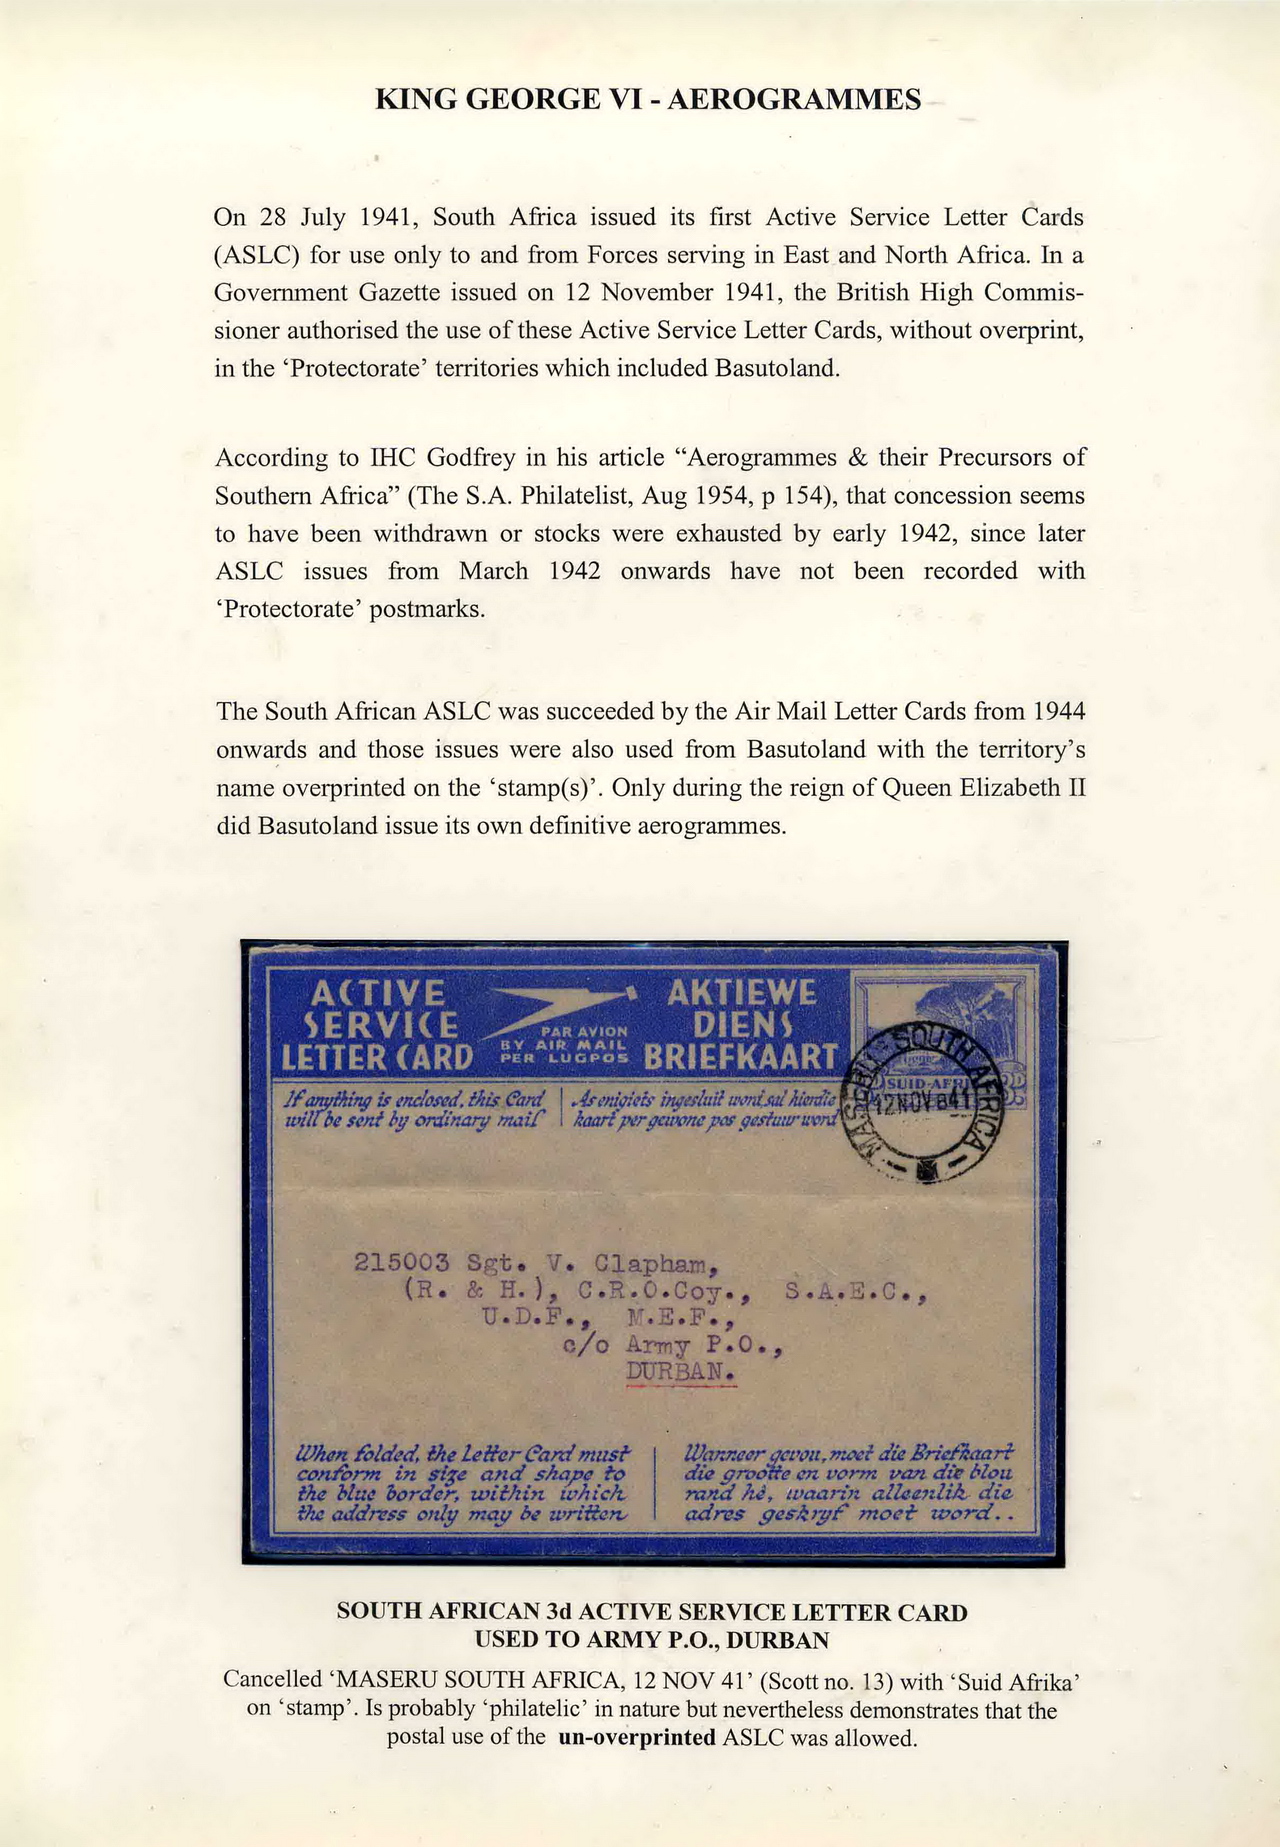 KING GEORGE VI - AEROGRAMMES
On 28 July 1941, South Africa issued its first Active Service Letter Cards
(ASLC) for use only to and from Forces serving in East and North Africa. In a
Government Gazette issued on 12 November 1941, the British High Commis-
sioner authorised the use of these Active Service Letter Cards, without overprint,
in the ‘Protectorate’ territories which included Basutoland.
According to IHC Godfrey in his article “Aerogrammes & their Precursors of
Southern Africa” (The S.A. Philatelist, Aug 1954, p 154), that concession seems
to have been withdrawn or stocks were exhausted by early 1942, since later
ASLC issues from March 1942 onwards have not been recorded with
‘Protectorate’ postmarks.
The South African ASLC was succeeded by the Air Mail Letter Cards from 1944
onwards and those issues were also used from Basutoland with the territory’s
name overprinted on the ‘stamp(s)’. Only during the reign of Queen Elizabeth II
did Basutoland issue its own definitive aerogrammes.
ACTIVE
SERVICE
LETTER CARD
PAR AVION
BY AIR MAIL
PER LUGPOS
AKTIEWE
DIENS
BRIEFKAART
SUID-AFRI
MASERU SOUTH AFRICA
12 NOV 41
If anything is enclosed, this Card
will be sent by ordinary mail
As enigiets ingesluit word, sal hierdie
kaart per gewone pos gestuur word
215003 Sgt. V. Clapham,
(R. & H.), C.R.O.Coy., S.A.E.C.,
U.D.F., M.E.F.,
c/o Army P.O.,
DURBAN.
When folded, the Letter Card must
conform in size and shape to
the blue border, within which
the address only may be written
Wanneer gevou, moet die Briefkaart
die grootte en vorm van die blou
rand hê, waarin alleenlik die
adres geskryf moet word..
SOUTH AFRICAN 3d ACTIVE SERVICE LETTER CARD
USED TO ARMY P.O., DURBAN
Cancelled ‘MASERU SOUTH AFRICA, 12 NOV 41’ (Scott no. 13) with ‘Suid Afrika’
on ‘stamp’. Is probably ‘philatelic’ in nature but nevertheless demonstrates that the
postal use of the un-overprinted ASLC was allowed.